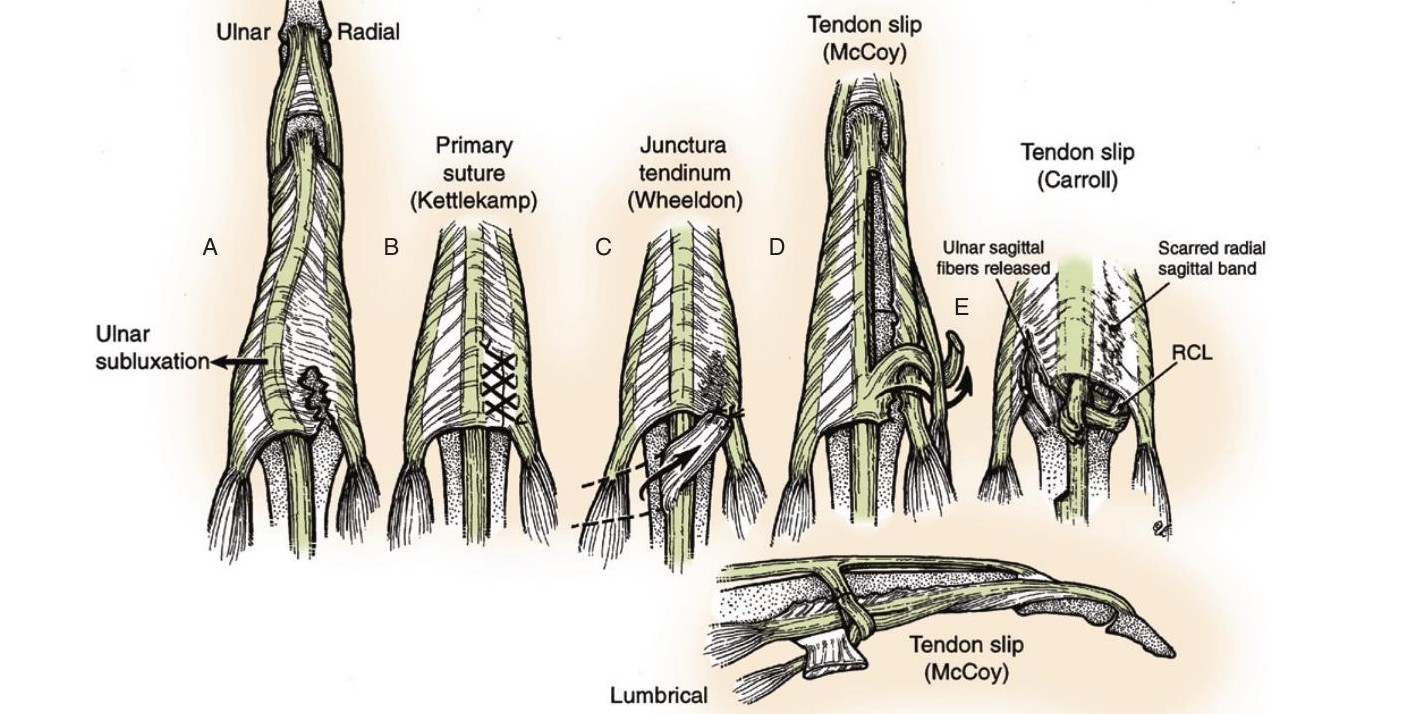 Ulnar
Radial
Tendon slip
(McCoy)
Primary
suture
(Kettlekamp)
Junctura
tendinum
(Wheeldon)
Tendon slip
(Carroll)
A
B
C
D
Ulnar sagittal
fibers released
Scarred radial
sagittal band
E
Ulnar
subluxation
RCL
Tendon slip
(McCoy)
Lumbrical